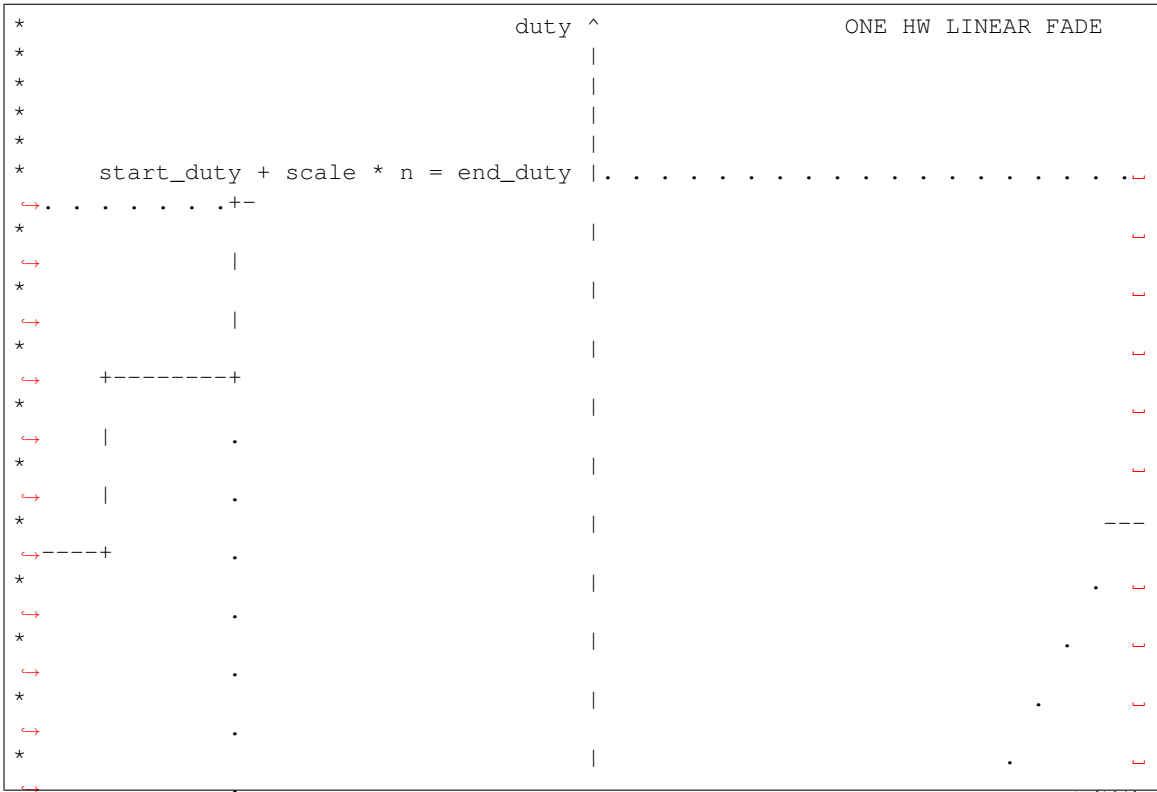 *                                  duty ^                 ONE HW LINEAR FADE
*                                       |
*                                       |
*                                       |
*                                       |
*     start_duty + scale * n = end_duty |. . . . . . . . . . . . . . . . . . .␣
↪. . . . . . .+-
*                                       |                                     ␣
↪             |
*                                       |                                     ␣
↪             |
*                                       |                                     ␣
↪    +--------+
*                                       |                                     ␣
↪    |        .
*                                       |                                     ␣
↪    |        .
*                                       |                                   ---
↪----+        .
*                                       |                                  .  ␣
↪             .
*                                       |                                .    ␣
↪             .
*                                       |                              .      ␣
↪             .
*                                       |                            .        ␣
↪             .